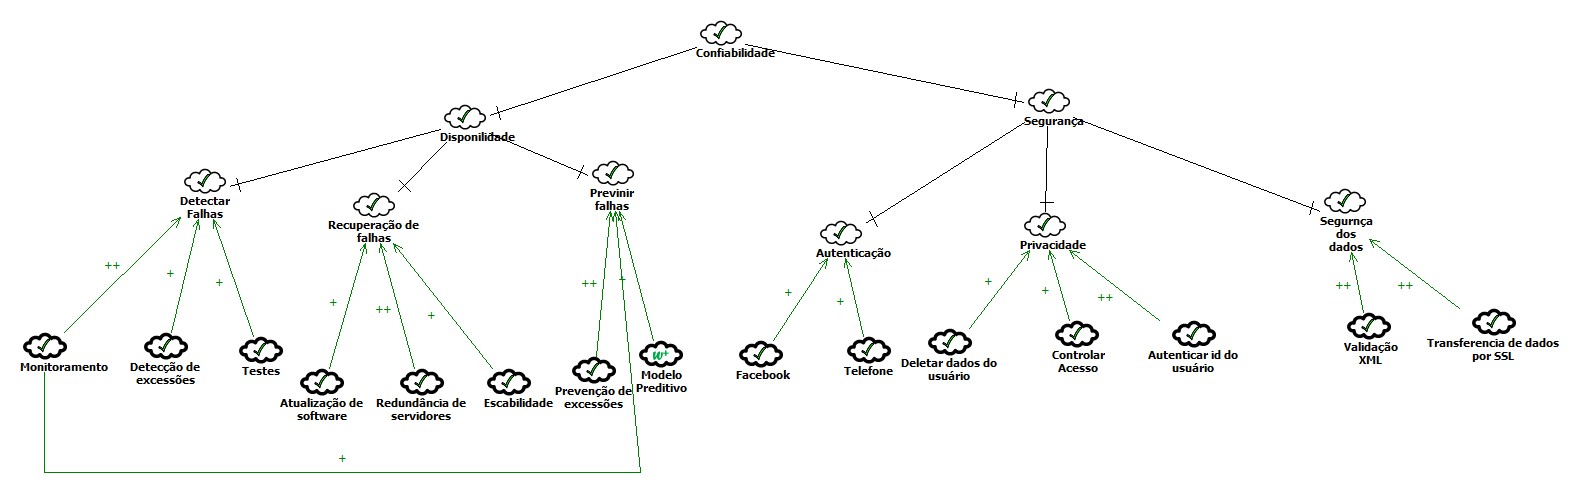 Confiabilidade
Disponilidade
Segurança
Detectar
Falhas
Recuperação de
falhas
Previnir
falhas
Autenticação
Privacidade
Segurnça
dos
dados
++
+
+
+
++
+
++
+
+
+
+
+
++
++
++
Monitoramento
Detecção de
excessões
Testes
Atualização de
software
Redundância de
servidores
Escabilidade
Prevenção de
excessões
w+
Modelo
Preditivo
Facebook
Telefone
Deletar dados do
usuário
Controlar
Acesso
Autenticar id do
usuário
Validação
XML
Transferencia de dados
por SSL
+